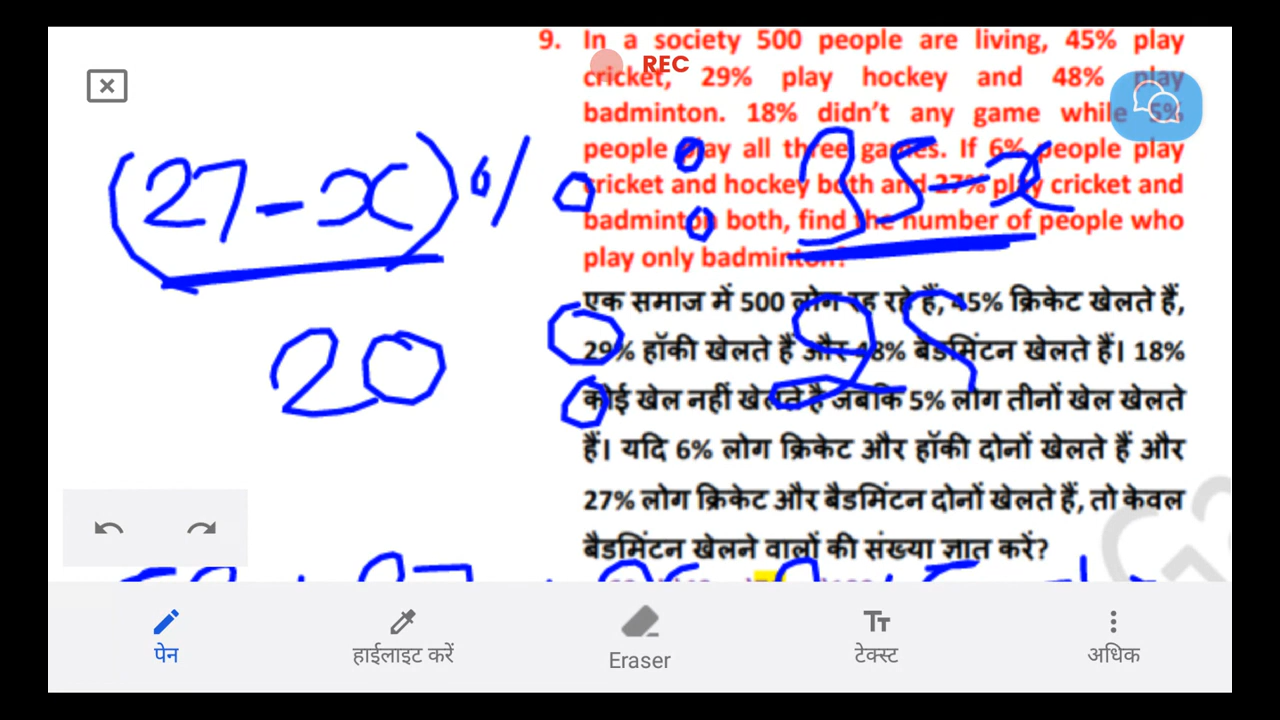 9. In a society 500 people are living, 45% play
REC
cricket, 29% play hockey and 48% play
badminton. 18% didn't any game while 5%
people play all three games. If 6% people play
cricket and hockey both and 27% play cricket and
badminton both, find the number of people who
play only badminton?
(27-x)% : 35-x
20 : 25
एक समाज में 500 लोग रह रहे हैं, 45% क्रिकेट खेलते हैं,
29% हॉकी खेलते हैं और 48% बैडमिंटन खेलते हैं। 18%
कोई खेल नहीं खेलते है जबकि 5% लोग तीनों खेल खेलते
हैं। यदि 6% लोग क्रिकेट और हॉकी दोनों खेलते हैं और
27% लोग क्रिकेट और बैडमिंटन दोनों खेलते हैं, तो केवल
बैडमिंटन खेलने वालों की संख्या ज्ञात करें?
पेन
हाईलाइट करें
Eraser
Tт
टेक्स्ट
अधिक